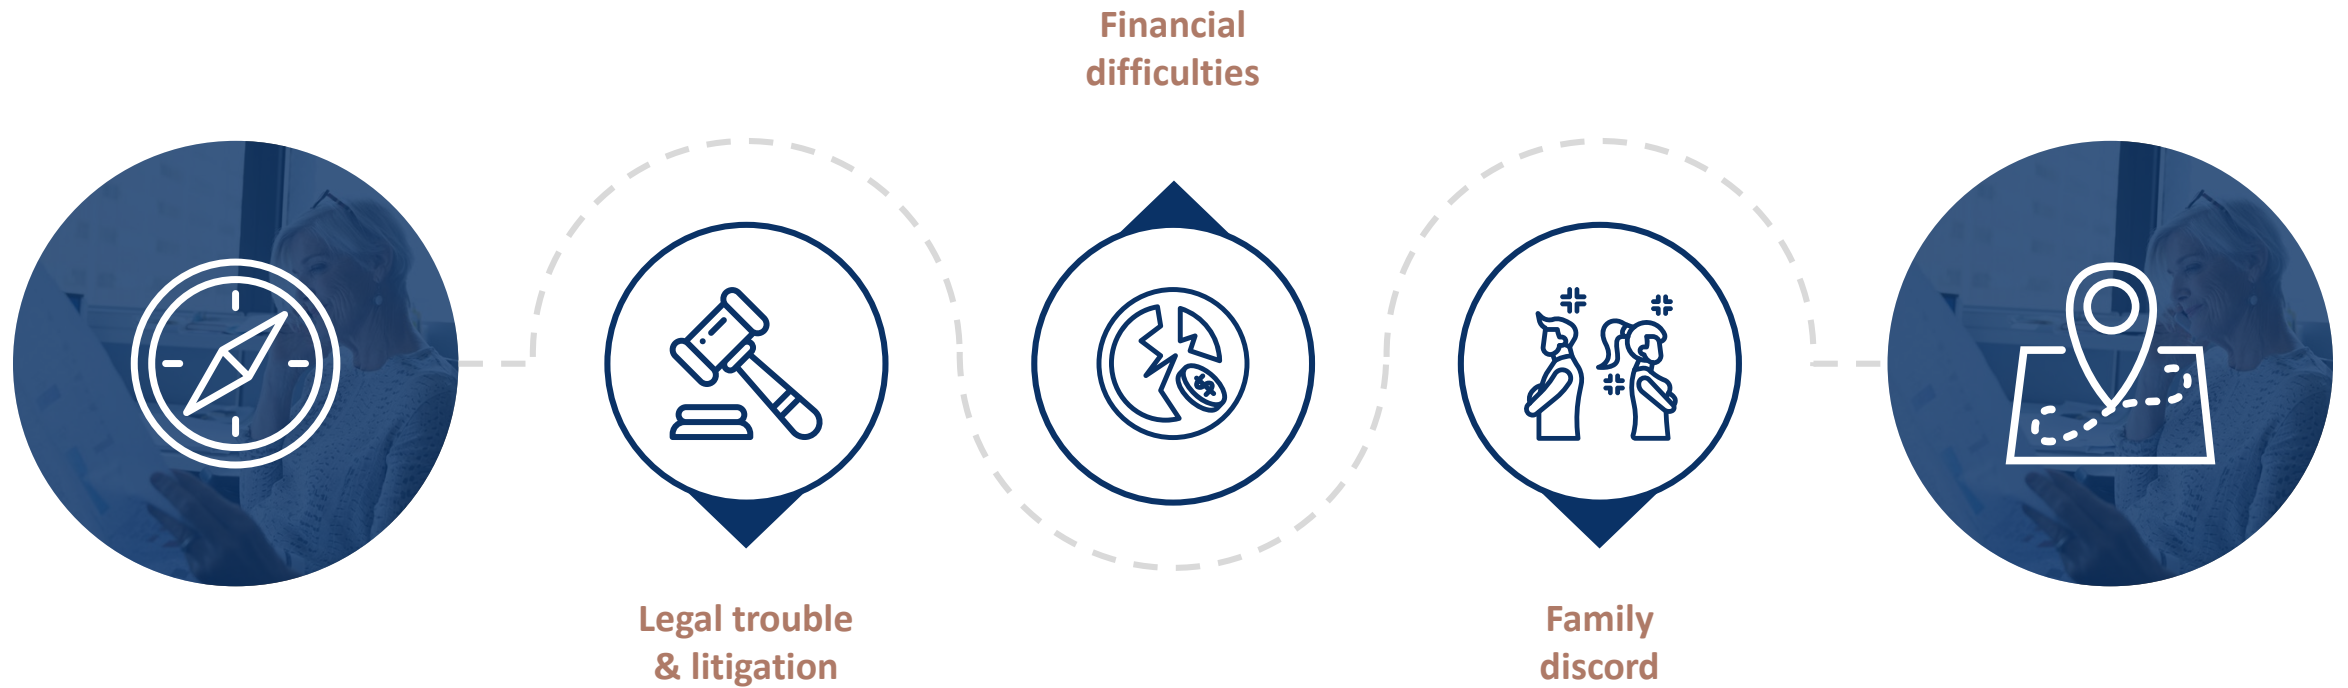 Financial
difficulties
Legal trouble
& litigation
Family
discord